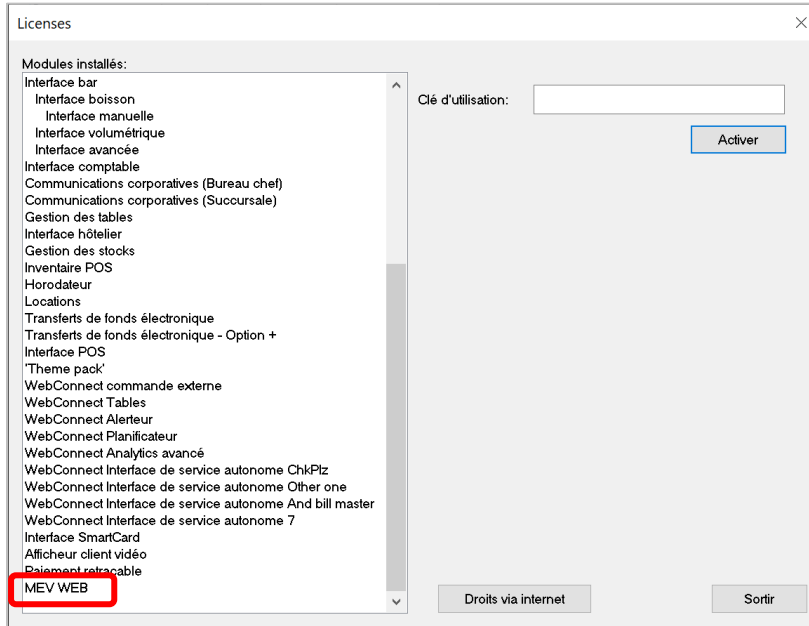 Licenses
Modules installés:
Interface bar
Interface boisson
Interface manuelle
Interface volumétrique
Interface avancée
Interface comptable
Communications corporatives (Bureau chef)
Communications corporatives (Succursale)
Gestion des tables
Interface hôtelier
Gestion des stocks
Inventaire POS
Horodateur
Locations
Transferts de fonds électronique
Transferts de fonds électronique - Option +
Interface POS
'Theme pack'
WebConnect commande externe
WebConnect Tables
WebConnect Alerteur
WebConnect Planificateur
WebConnect Analytics avancé
WebConnect Interface de service autonome ChkPlz
WebConnect Interface de service autonome Other one
WebConnect Interface de service autonome And bill master
WebConnect Interface de service autonome 7
Interface SmartCard
Afficheur client vidéo
Paiement retraçable
MEV WEB
Clé d'utilisation:
Activer
Droits via internet
Sortir